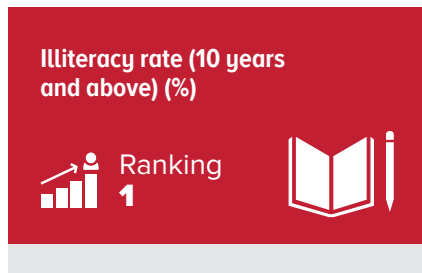 Illiteracy rate (10 years
and above) (%)
Ranking
1